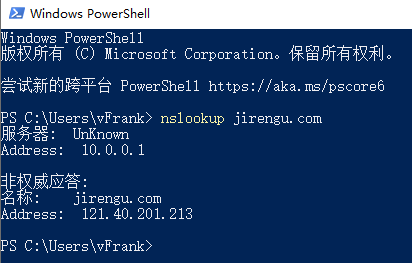 Windows PowerShell
Windows PowerShell
版权所有 (C) Microsoft Corporation。保留所有权利。
尝试新的跨平台 PowerShell https://aka.ms/pscore6
PS C:\Users\vFrank> nslookup jirengu.com
服务器:  UnKnown
Address:  10.0.0.1
非权威应答:
名称:    jirengu.com
Address:  121.40.201.213
PS C:\Users\vFrank>